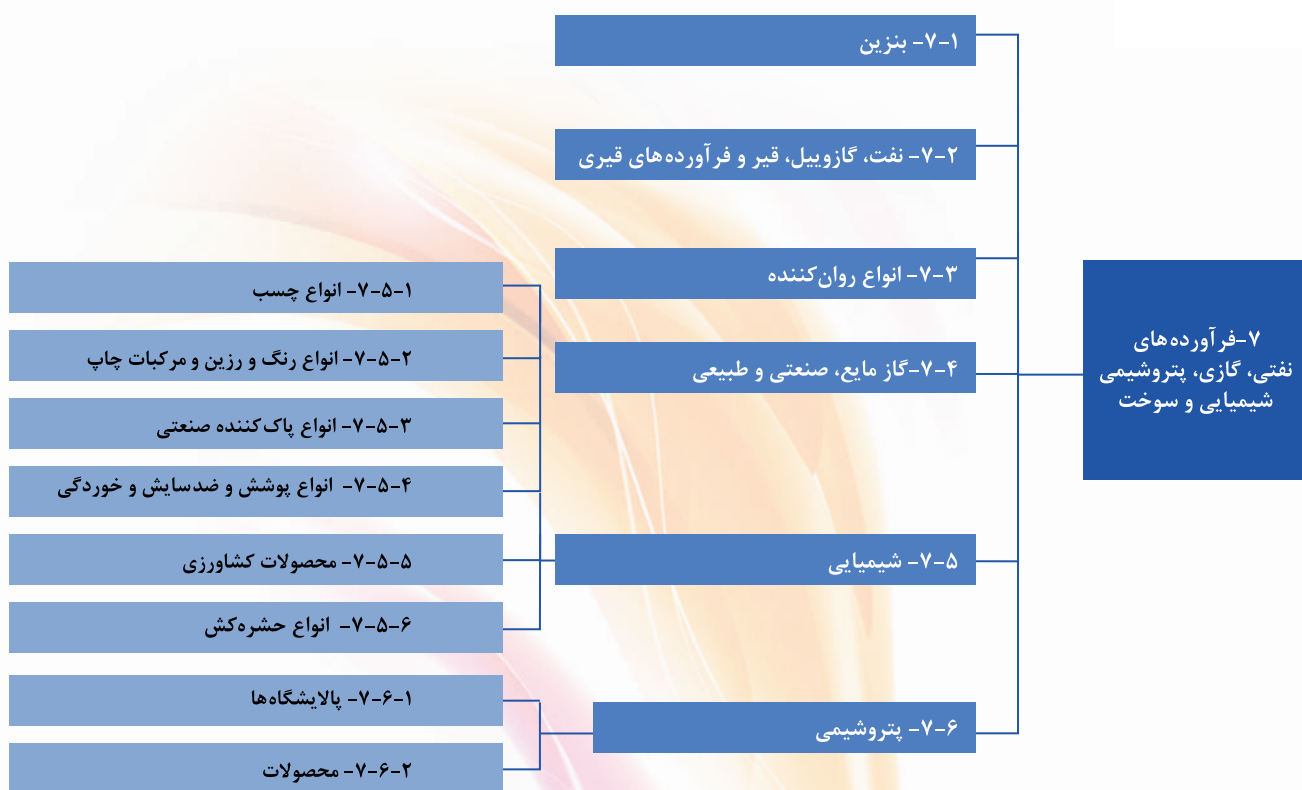 ۷-فرآورده‌های
نفتی، گازی، پتروشیمی
شیمیایی و سوخت
۷-۱- بنزین
۷-۲- نفت، گازوییل، قیر و فرآورده‌های قیری
۷-۳- انواع روان‌کننده
۷-۴-گاز مایع، صنعتی و طبیعی
۷-۵- شیمیایی
۷-۵-۱- انواع چسب
۷-۵-۲- انواع رنگ و رزین و مرکبات چاپ
۷-۵-۳- انواع پاک‌کننده صنعتی
۷-۵-۴- انواع پوشش و ضدسایش و خوردگی
۷-۵-۵- محصولات کشاورزی
۷-۵-۶- انواع حشره‌کش
۷-۶- پتروشیمی
۷-۶-۱- پالایشگاه‌ها
۷-۶-۲- محصولات